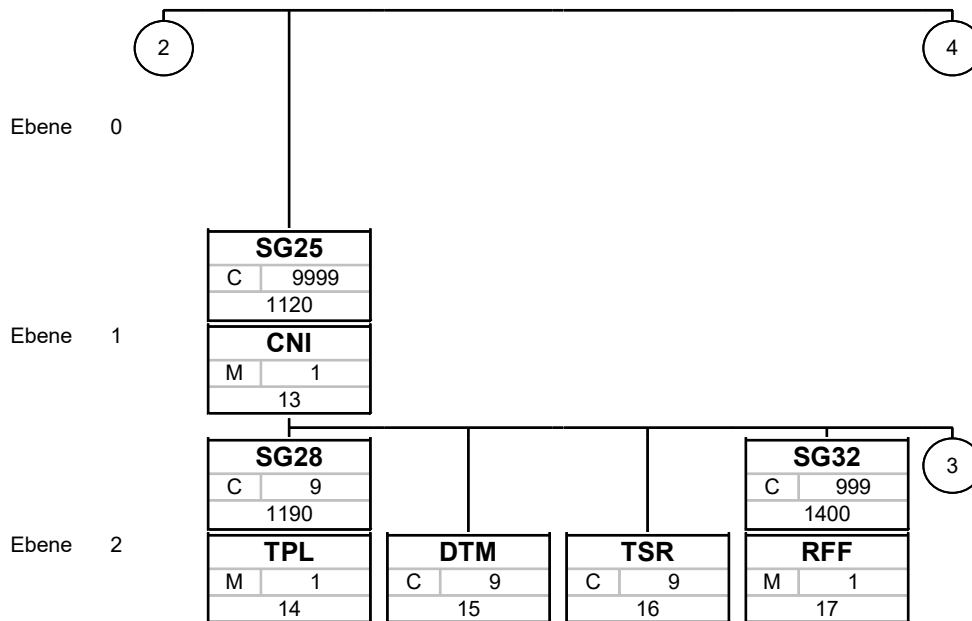 2 4
Ebene 0
SG25
C 9999
1120
Ebene 1
CNI
M 1
13
SG28 SG32 3
C 9 C 999
1190 1400
Ebene 2
TPL DTM TSR RFF
M 1 C 9 C 9 M 1
14 15 16 17